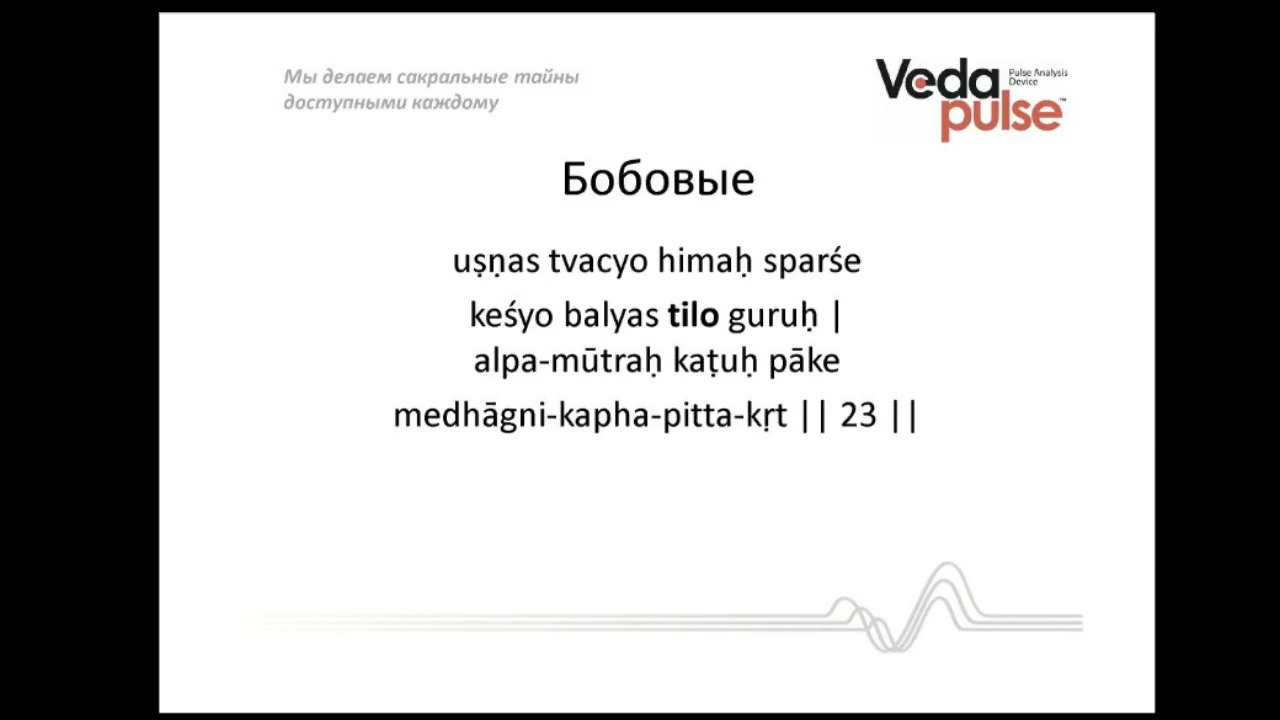 Мы делаем сакральные тайны
доступными каждому
Veda
pulse™
Pulse Analysis
Device
Бобовые
uṣṇas tvacyo himaḥ sparśe
keśyo balyas tilo guruḥ |
alpa-mūtraḥ kaṭuḥ pāke
medhāgni-kapha-pitta-kṛt || 23 ||